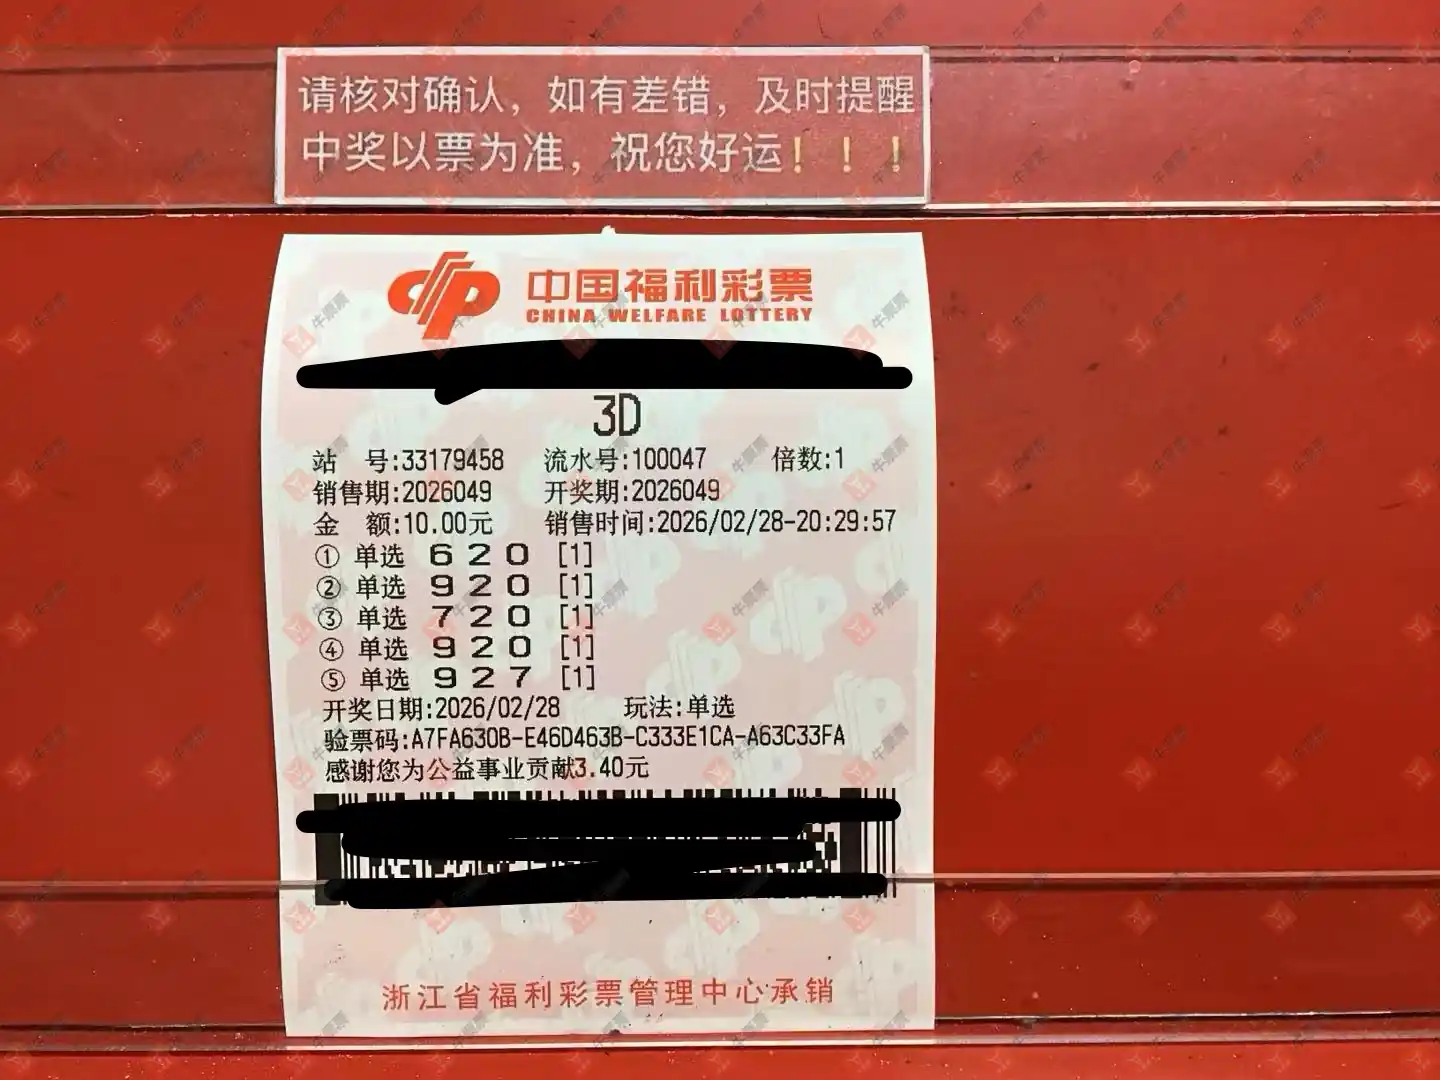 请核对确认，如有差错，及时提醒
中奖以票为准，祝您好运！！！
中国福利彩票
CHINA WELFARE LOTTERY
3D
站 号:33179458 流水号:100047 倍数:1
销售期:2026049 开奖期:2026049
金 额:10.00元 销售时间:2026/02/28-20:29:57
① 单选 6 2 0 [1]
② 单选 9 2 0 [1]
③ 单选 7 2 0 [1]
④ 单选 9 2 0 [1]
⑤ 单选 9 2 7 [1]
开奖日期:2026/02/28 玩法:单选
验票码:A7FA630B-E46D463B-C333E1CA-A63C33FA
感谢您为公益事业贡献3.40元
浙江省福利彩票管理中心承销